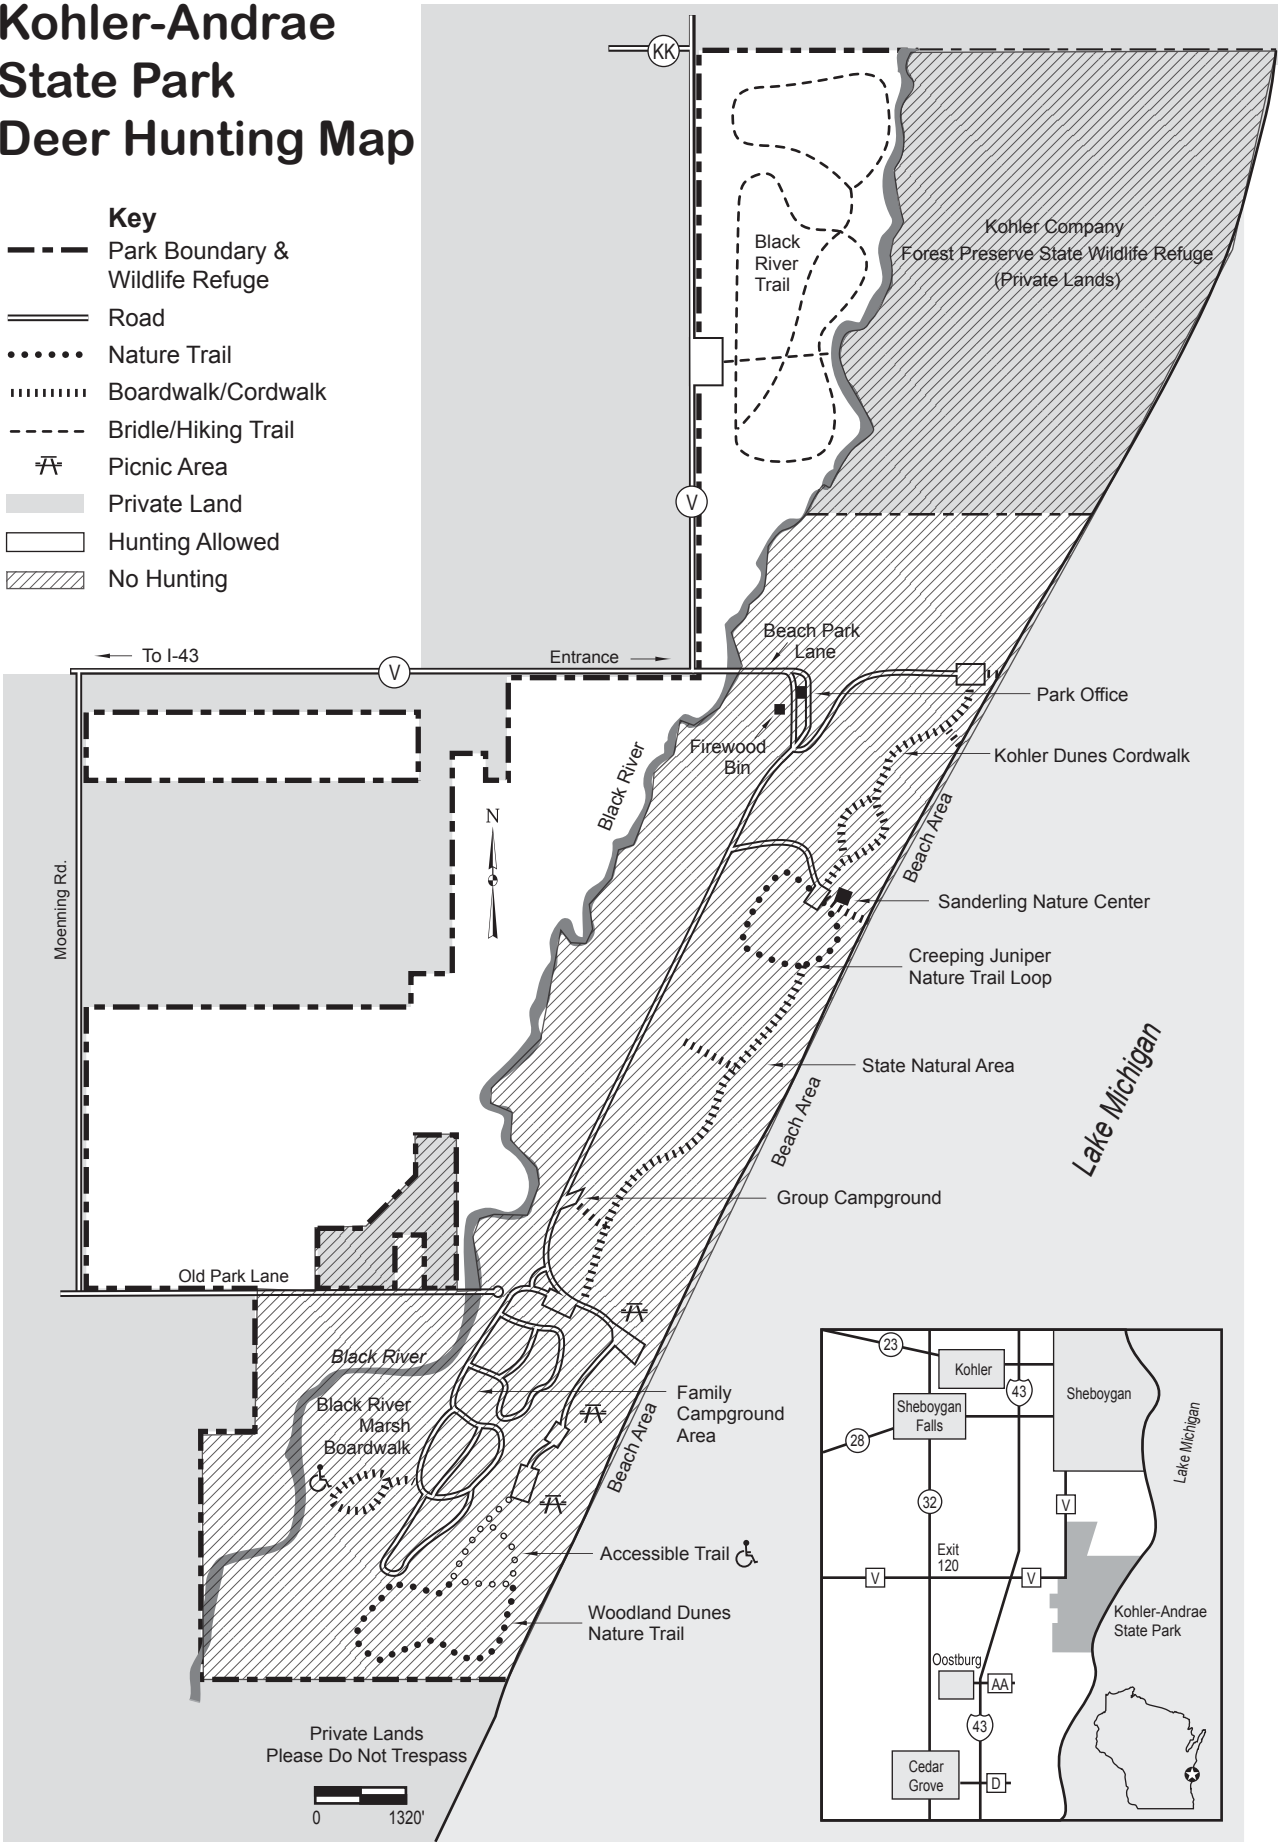 Kohler-Andrae
State Park
Deer Hunting Map
Key
Park Boundary &
Wildlife Refuge
Road
Nature Trail
Boardwalk/Cordwalk
Bridle/Hiking Trail
Picnic Area
Private Land
Hunting Allowed
No Hunting
KK
Black
River
Trail
Kohler Company
Forest Preserve State Wildlife Refuge
(Private Lands)
V
To I-43
V
Entrance
Beach Park
Lane
Park Office
Firewood
Bin
Kohler Dunes Cordwalk
Black River
N
Beach Area
Moenning Rd.
Sanderling Nature Center
Creeping Juniper
Nature Trail Loop
State Natural Area
Lake Michigan
Beach Area
Group Campground
Old Park Lane
Black River
Black River
Marsh
Boardwalk
Family
Campground
Area
Beach Area
Accessible Trail
Woodland Dunes
Nature Trail
Private Lands
Please Do Not Trespass
0 1320'
23
Kohler
43
Sheboygan
Sheboygan
Falls
28
Lake Michigan
32
V
Exit
120
V
V
Kohler-Andrae
State Park
Oostburg
AA
43
Cedar
Grove
D